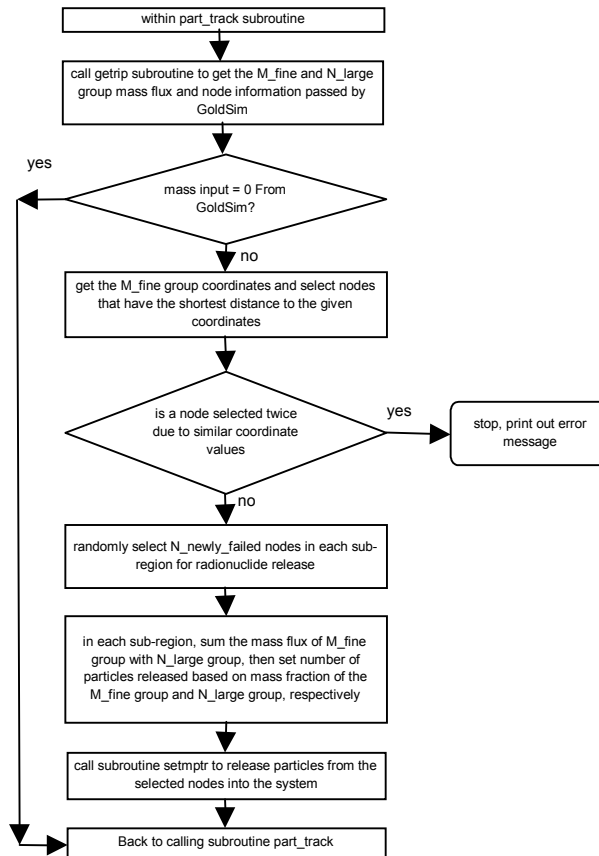 within part_track subroutine
call getrip subroutine to get the M_fine and N_large
group mass flux and node information passed by
GoldSim
yes
mass input = 0 From
GoldSim?
no
get the M_fine group coordinates and select nodes
that have the shortest distance to the given
coordinates
is a node selected twice
due to similar coordinate
values
yes
stop, print out error
message
no
randomly select N_newly_failed nodes in each sub-
region for radionuclide release
in each sub-region, sum the mass flux of M_fine
group with N_large group, then set number of
particles released based on mass fraction of the
M_fine group and N_large group, respectively
call subroutine setmptr to release particles from the
selected nodes into the system
Back to calling subroutine part_track